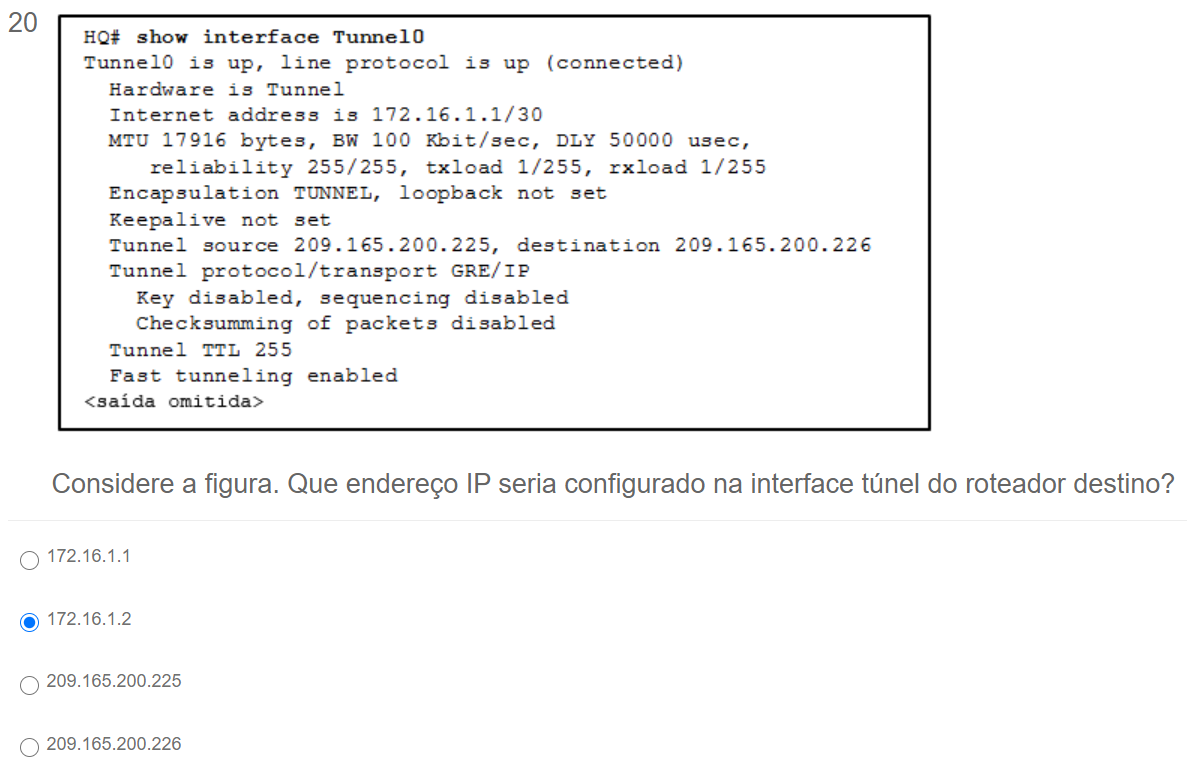 20
HQ# show interface Tunnel0
Tunnel0 is up, line protocol is up (connected)
Hardware is Tunnel
Internet address is 172.16.1.1/30
MTU 17916 bytes, BW 100 Kbit/sec, DLY 50000 usec,
reliability 255/255, txload 1/255, rxload 1/255
Encapsulation TUNNEL, loopback not set
Keepalive not set
Tunnel source 209.165.200.225, destination 209.165.200.226
Tunnel protocol/transport GRE/IP
Key disabled, sequencing disabled
Checksumming of packets disabled
Tunnel TTL 255
Fast tunneling enabled
<saída omitida>
Considere a figura. Que endereço IP seria configurado na interface túnel do roteador destino?
172.16.1.1
172.16.1.2
209.165.200.225
209.165.200.226